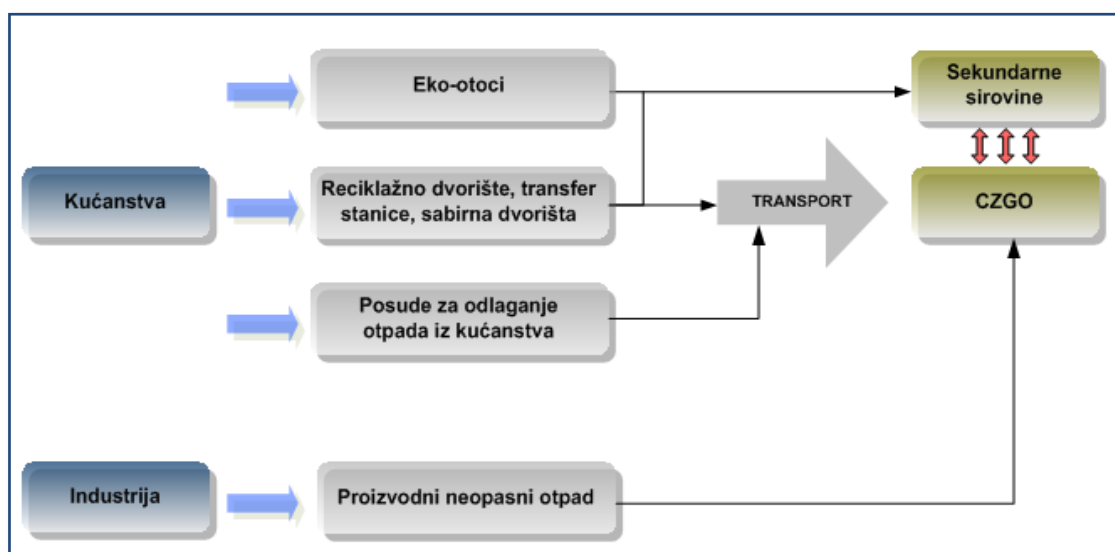 Eko-otoci
Sekundarne
sirovine
Kućanstva
Reciklažno dvorište, transfer
stanice, sabirna dvorišta
TRANSPORT
CZGO
Posude za odlaganje
otpada iz kućanstva
Industrija
Proizvodni neopasni otpad